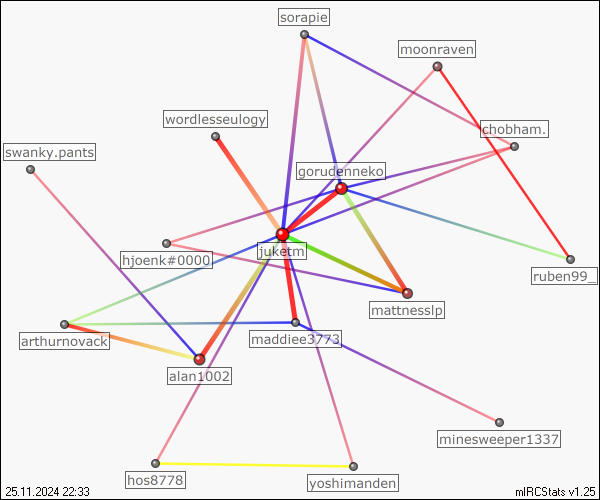 sorapie
moonraven
wordlesseulogy
chobham.
swanky.pants
gorudenneko
hjoenk#0000
juketm
ruben99_
mattnesslp
arthurnovack
maddiee3773
alan1002
minesweeper1337
hos8778
yoshimanden
25.11.2024 22:33
mIRCStats v1.25